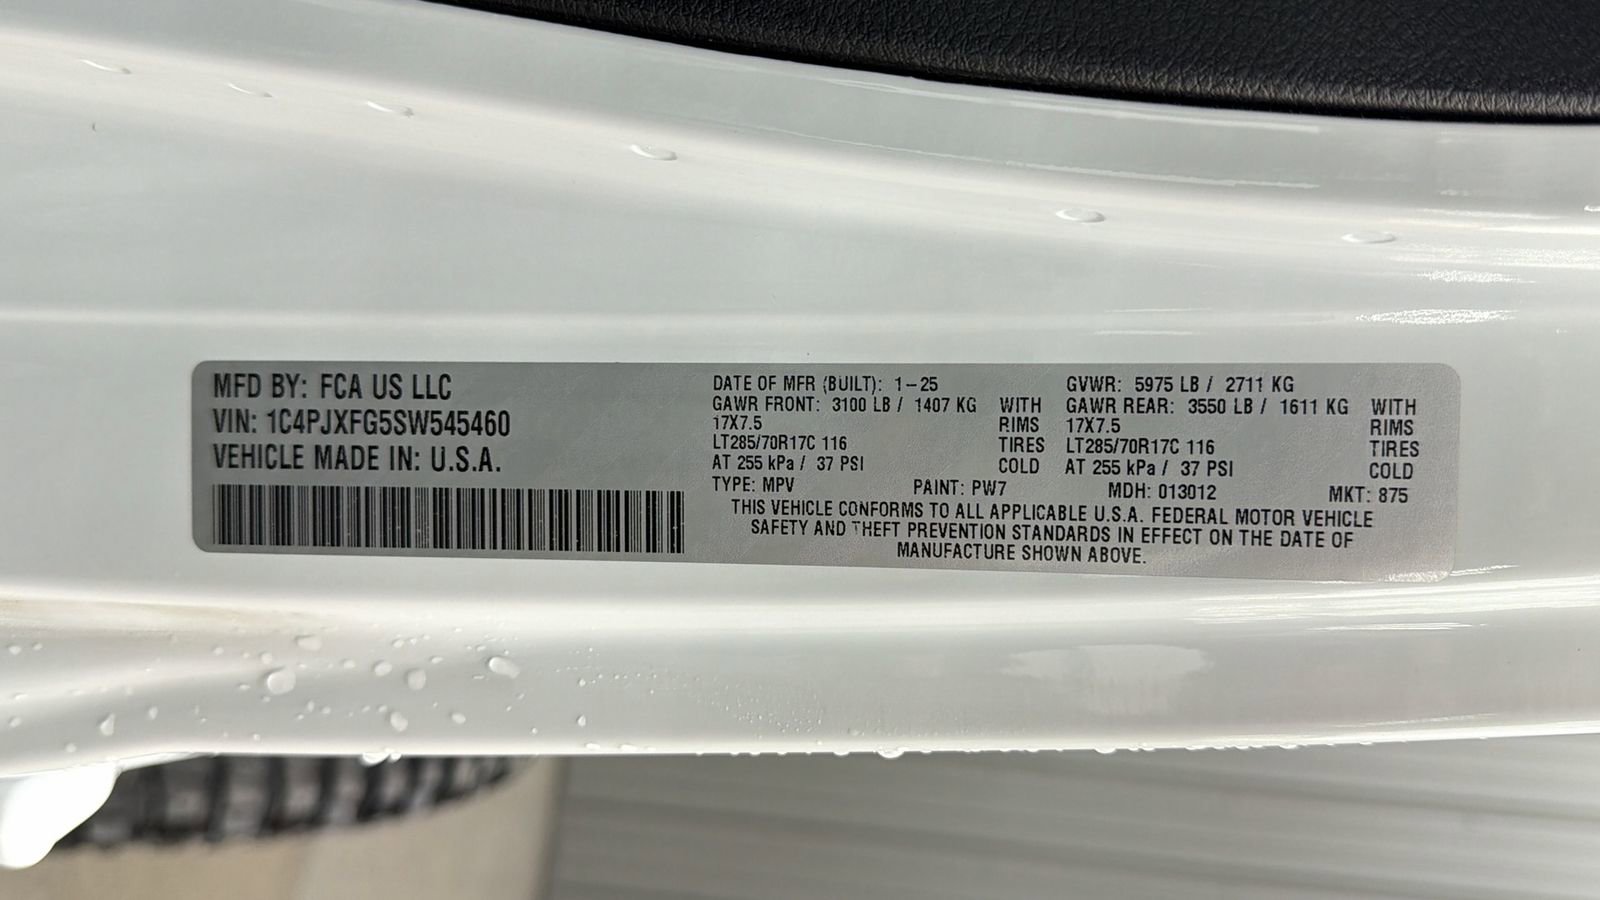 MFD BY: FCA US LLC
VIN: 1C4PJXFG5SW545460
VEHICLE MADE IN: U.S.A.
DATE OF MFR (BUILT): 1-25
GAWR FRONT: 3100 LB / 1407 KG WITH
17X7.5 RIMS
LT285/70R17C 116 TIRES
AT 255 kPa / 37 PSI COLD
GVWR: 5975 LB / 2711 KG
GAWR REAR: 3550 LB / 1611 KG WITH
17X7.5 RIMS
LT285/70R17C 116 TIRES
AT 255 kPa / 37 PSI COLD
TYPE: MPV PAINT: PW7 MDH: 013012 MKT: 875
THIS VEHICLE CONFORMS TO ALL APPLICABLE U.S.A. FEDERAL MOTOR VEHICLE
SAFETY AND THEFT PREVENTION STANDARDS IN EFFECT ON THE DATE OF
MANUFACTURE SHOWN ABOVE.